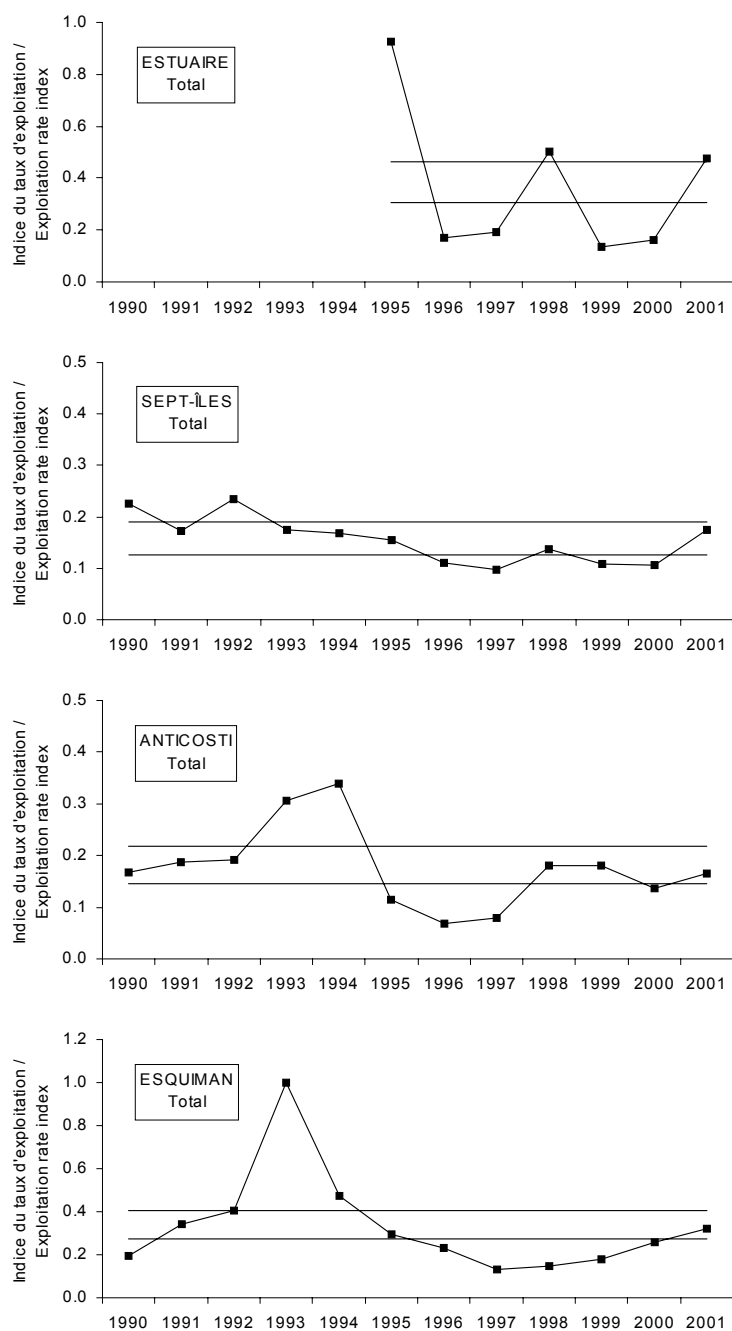 Indice du taux d'exploitation /
Exploitation rate index
1.0
0.8
0.6
0.4
0.2
0.0
ESTUAIRE
Total
1990 1991 1992 1993 1994 1995 1996 1997 1998 1999 2000 2001
Indice du taux d'exploitation /
Exploitation rate index
0.5
0.4
0.3
0.2
0.1
0.0
SEPT-ÎLES
Total
1990 1991 1992 1993 1994 1995 1996 1997 1998 1999 2000 2001
Indice du taux d'exploitation /
Exploitation rate index
0.5
0.4
0.3
0.2
0.1
0.0
ANTICOSTI
Total
1990 1991 1992 1993 1994 1995 1996 1997 1998 1999 2000 2001
Indice du taux d'exploitation /
Exploitation rate index
1.2
1.0
0.8
0.6
0.4
0.2
0.0
ESQUIMAN
Total
1990 1991 1992 1993 1994 1995 1996 1997 1998 1999 2000 2001